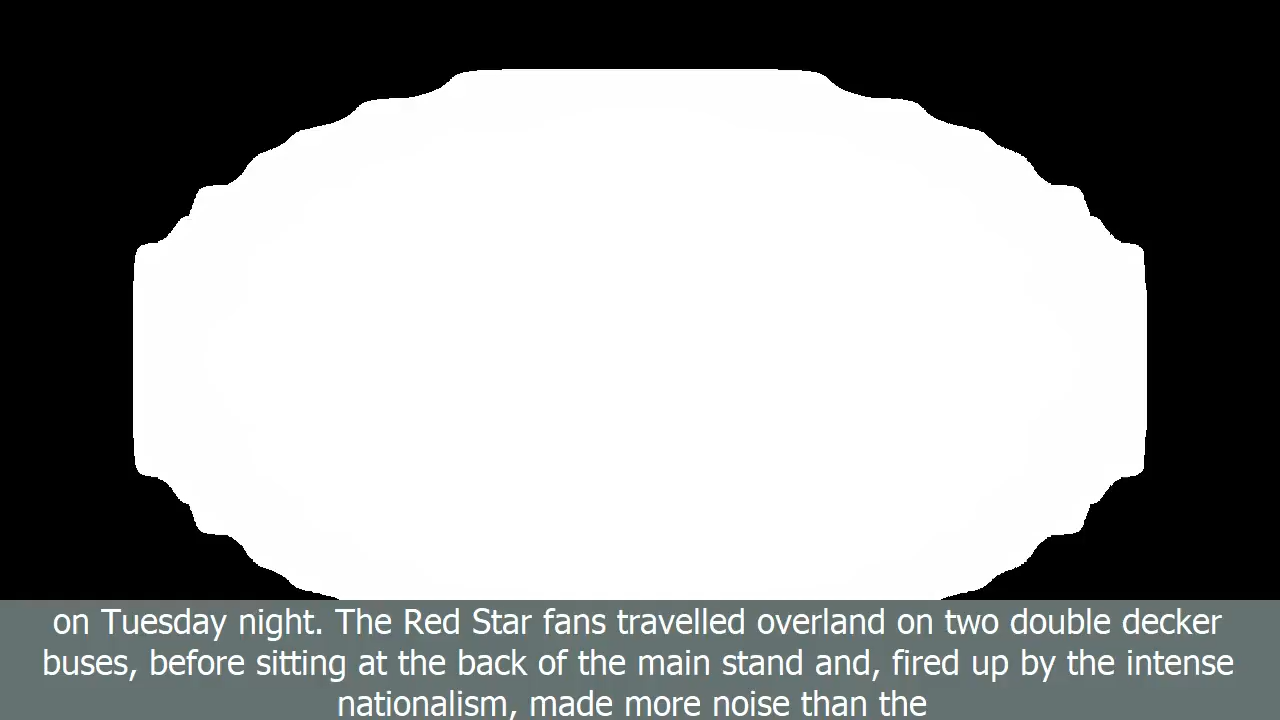 on Tuesday night. The Red Star fans travelled overland on two double decker
buses, before sitting at the back of the main stand and, fired up by the intense
nationalism, made more noise than the